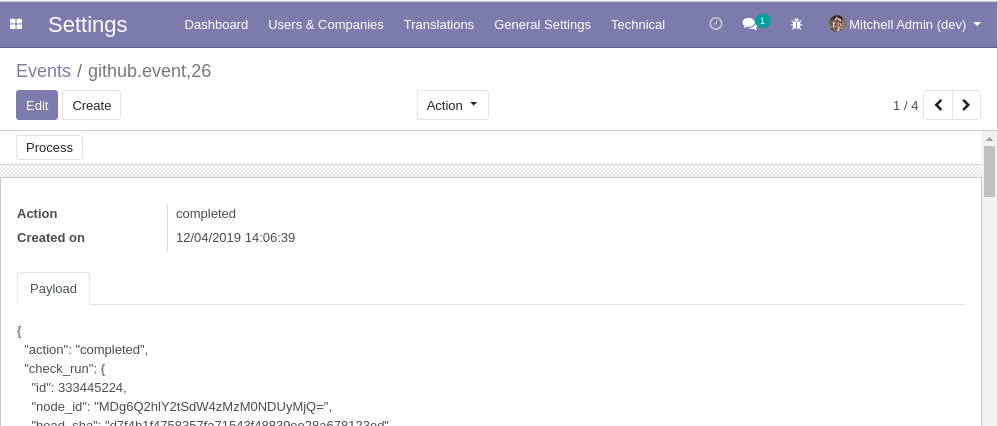 Settings Dashboard Users & Companies Translations General Settings Technical 1 Mitchell Admin (dev)
Events / github.event,26
Edit Create Action 1 / 4
Process
Action completed
Created on 12/04/2019 14:06:39
Payload
{
"action": "completed",
"check_run": {
"id": 333445224,
"node_id": "MDg6Q2hlY2tSdW4zMzM0NDUyMjQ=",